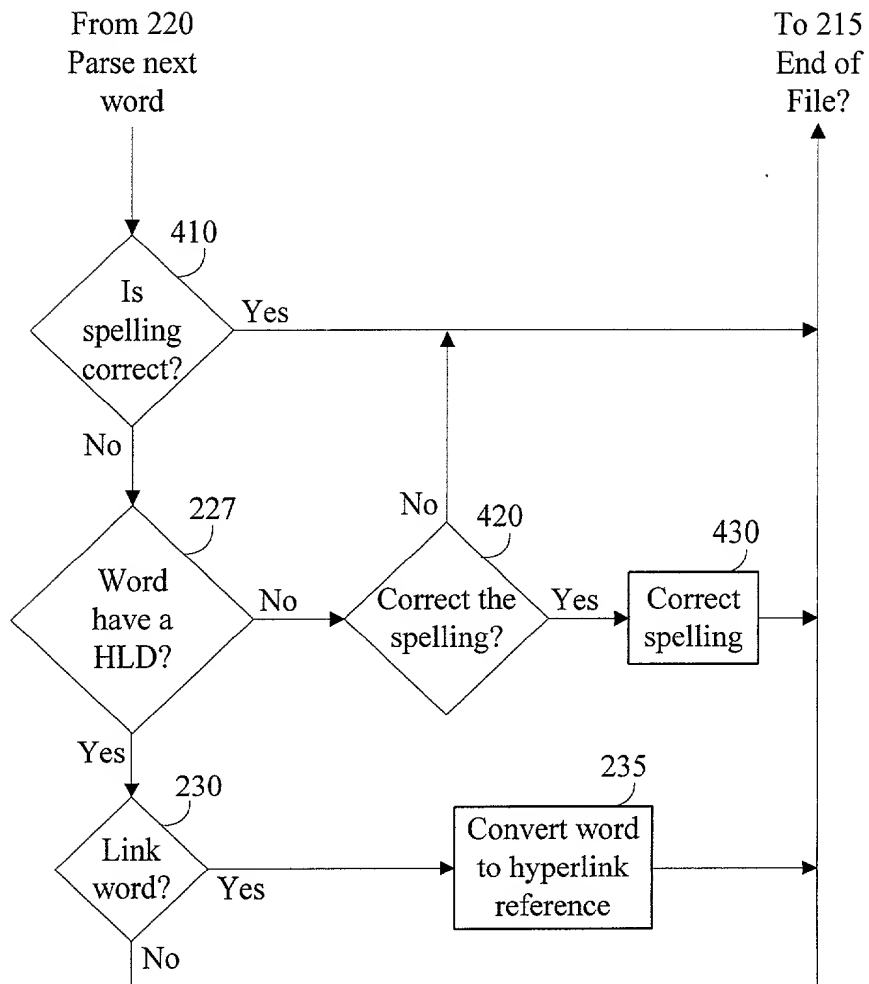 From 220
Parse next
word
To 215
End of
File?
410
Is
spelling
correct?
Yes
No
227
Word
have a
HLD?
No
No
420
Correct the
spelling?
Yes
430
Correct
spelling
Yes
230
Link
word?
Yes
235
Convert word
to hyperlink
reference
No